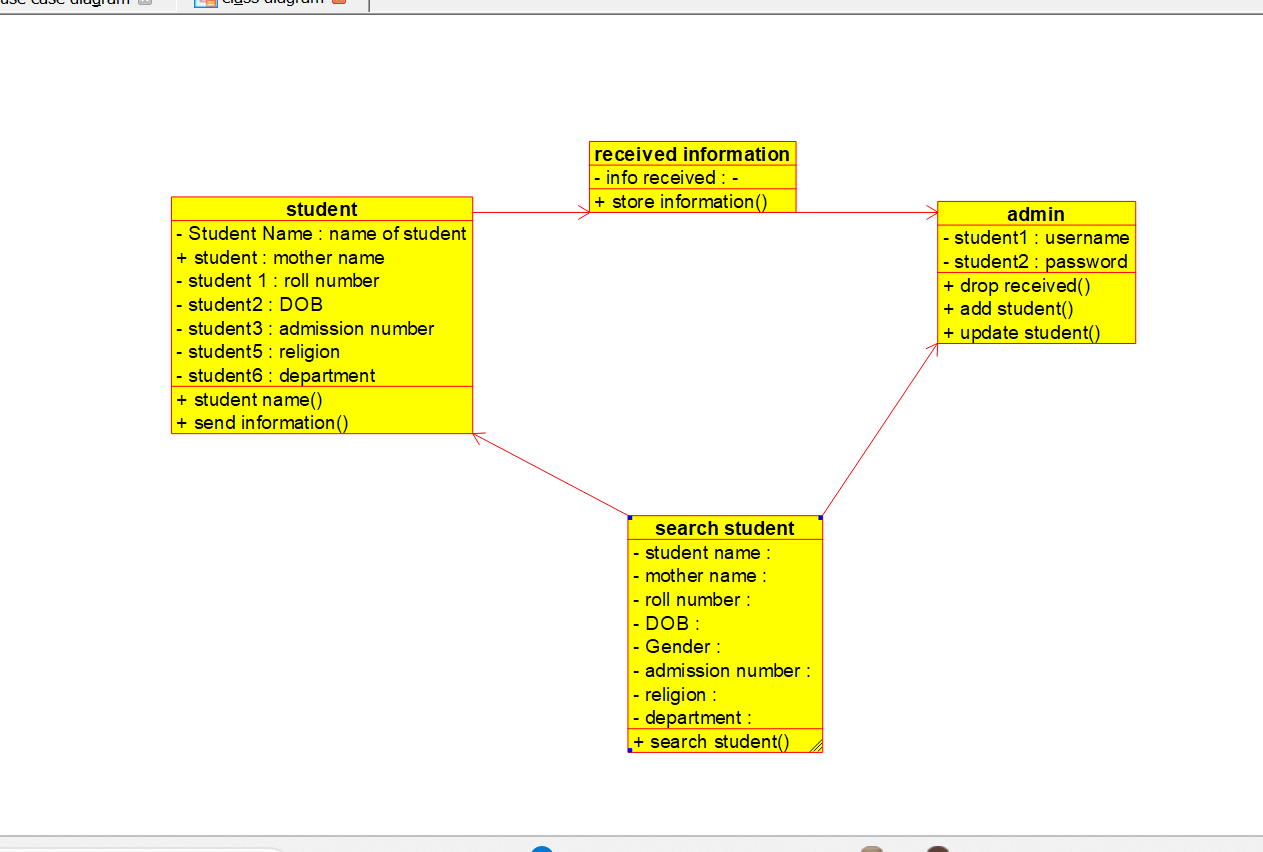 use case diagram
class diagram
received information
- info received : -
+ store information()
student
- Student Name : name of student
+ student : mother name
- student 1 : roll number
- student2 : DOB
- student3 : admission number
- student5 : religion
- student6 : department
+ student name()
+ send information()
admin
- student1 : username
- student2 : password
+ drop received()
+ add student()
+ update student()
search student
- student name :
- mother name :
- roll number :
- DOB :
- Gender :
- admission number :
- religion :
- department :
+ search student()